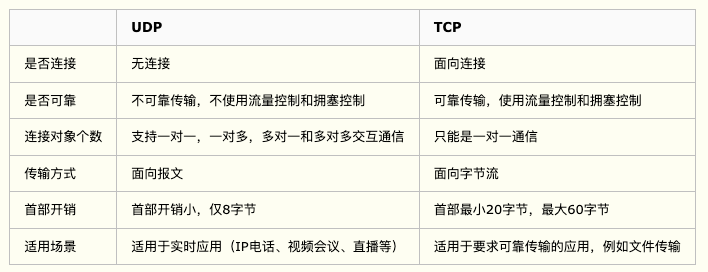 UDP TCP
是否连接 无连接 面向连接
是否可靠 不可靠传输，不使用流量控制和拥塞控制 可靠传输，使用流量控制和拥塞控制
连接对象个数 支持一对一，一对多，多对一和多对多交互通信 只能是一对一通信
传输方式 面向报文 面向字节流
首部开销 首部开销小，仅8字节 首部最小20字节，最大60字节
适用场景 适用于实时应用（IP电话、视频会议、直播等） 适用于要求可靠传输的应用，例如文件传输